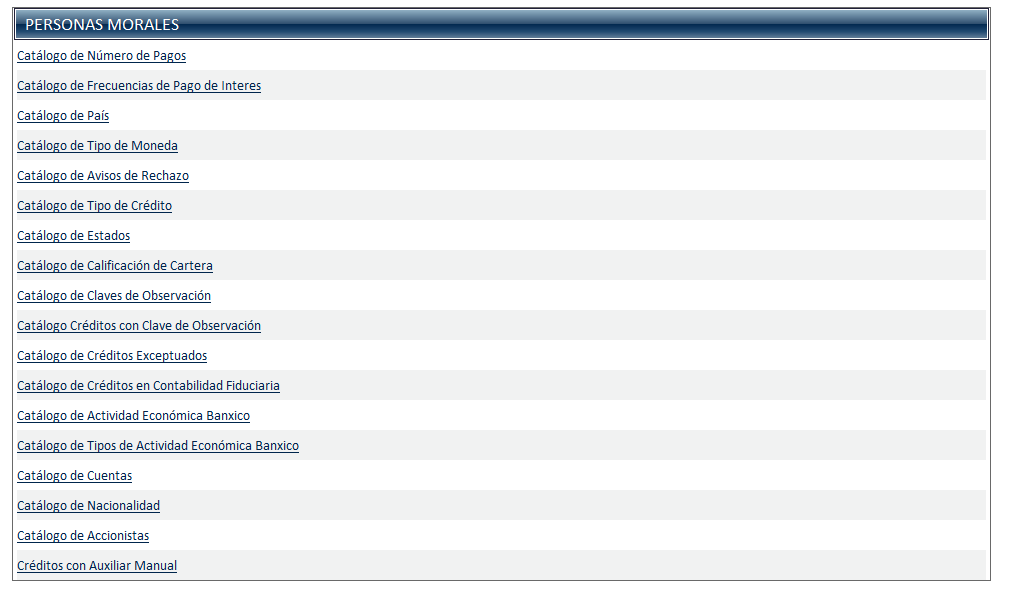 PERSONAS MORALES
Catálogo de Número de Pagos
Catálogo de Frecuencias de Pago de Interes
Catálogo de País
Catálogo de Tipo de Moneda
Catálogo de Avisos de Rechazo
Catálogo de Tipo de Crédito
Catálogo de Estados
Catálogo de Calificación de Cartera
Catálogo de Claves de Observación
Catálogo Créditos con Clave de Observación
Catálogo de Créditos Exceptuados
Catálogo de Créditos en Contabilidad Fiduciaria
Catálogo de Actividad Económica Banxico
Catálogo de Tipos de Actividad Económica Banxico
Catálogo de Cuentas
Catálogo de Nacionalidad
Catálogo de Accionistas
Créditos con Auxiliar Manual